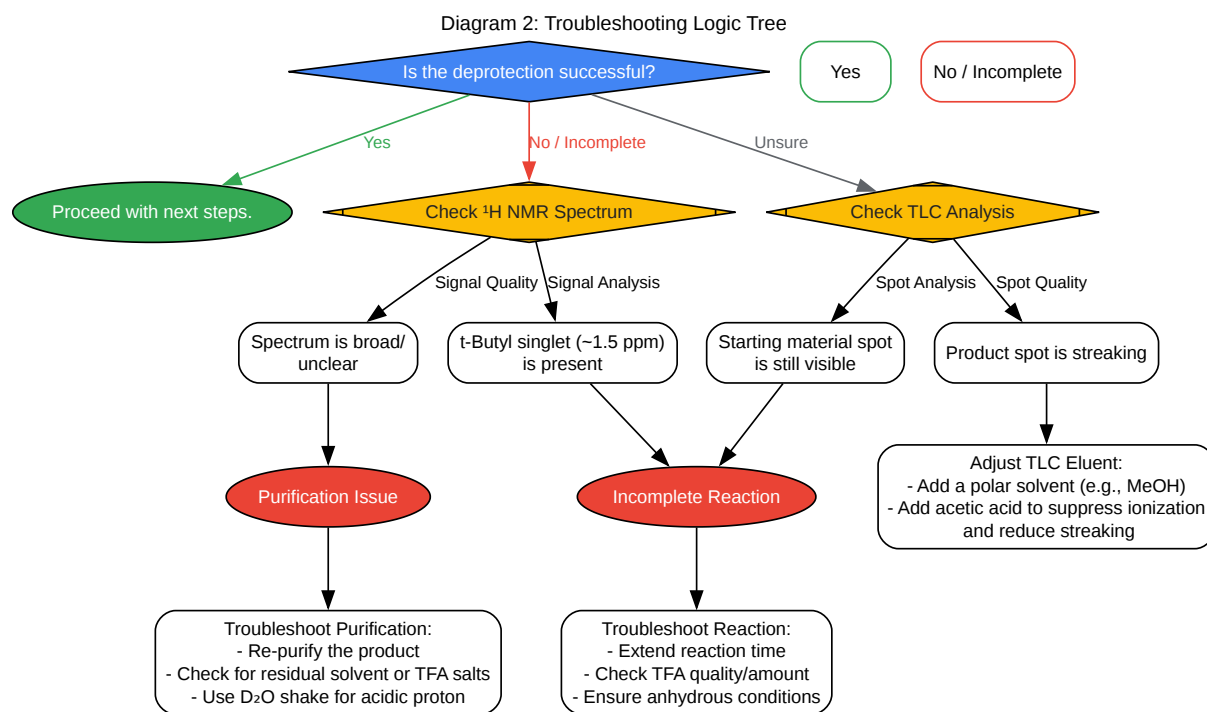 Diagram 2: Troubleshooting Logic Tree
Is the deprotection successful?
Yes
No / Incomplete
Yes
No / Incomplete
Unsure
Proceed with next steps.
Check ¹H NMR Spectrum
Check TLC Analysis
Signal Quality
Signal Analysis
Spot Analysis
Spot Quality
Spectrum is broad/
unclear
t-Butyl singlet (~1.5 ppm)
is present
Starting material spot
is still visible
Product spot is streaking
Purification Issue
Incomplete Reaction
Adjust TLC Eluent:
- Add a polar solvent (e.g., MeOH)
- Add acetic acid to suppress ionization
and reduce streaking
Troubleshoot Purification:
- Re-purify the product
- Check for residual solvent or TFA salts
- Use D₂O shake for acidic proton
Troubleshoot Reaction:
- Extend reaction time
- Check TFA quality/amount
- Ensure anhydrous conditions